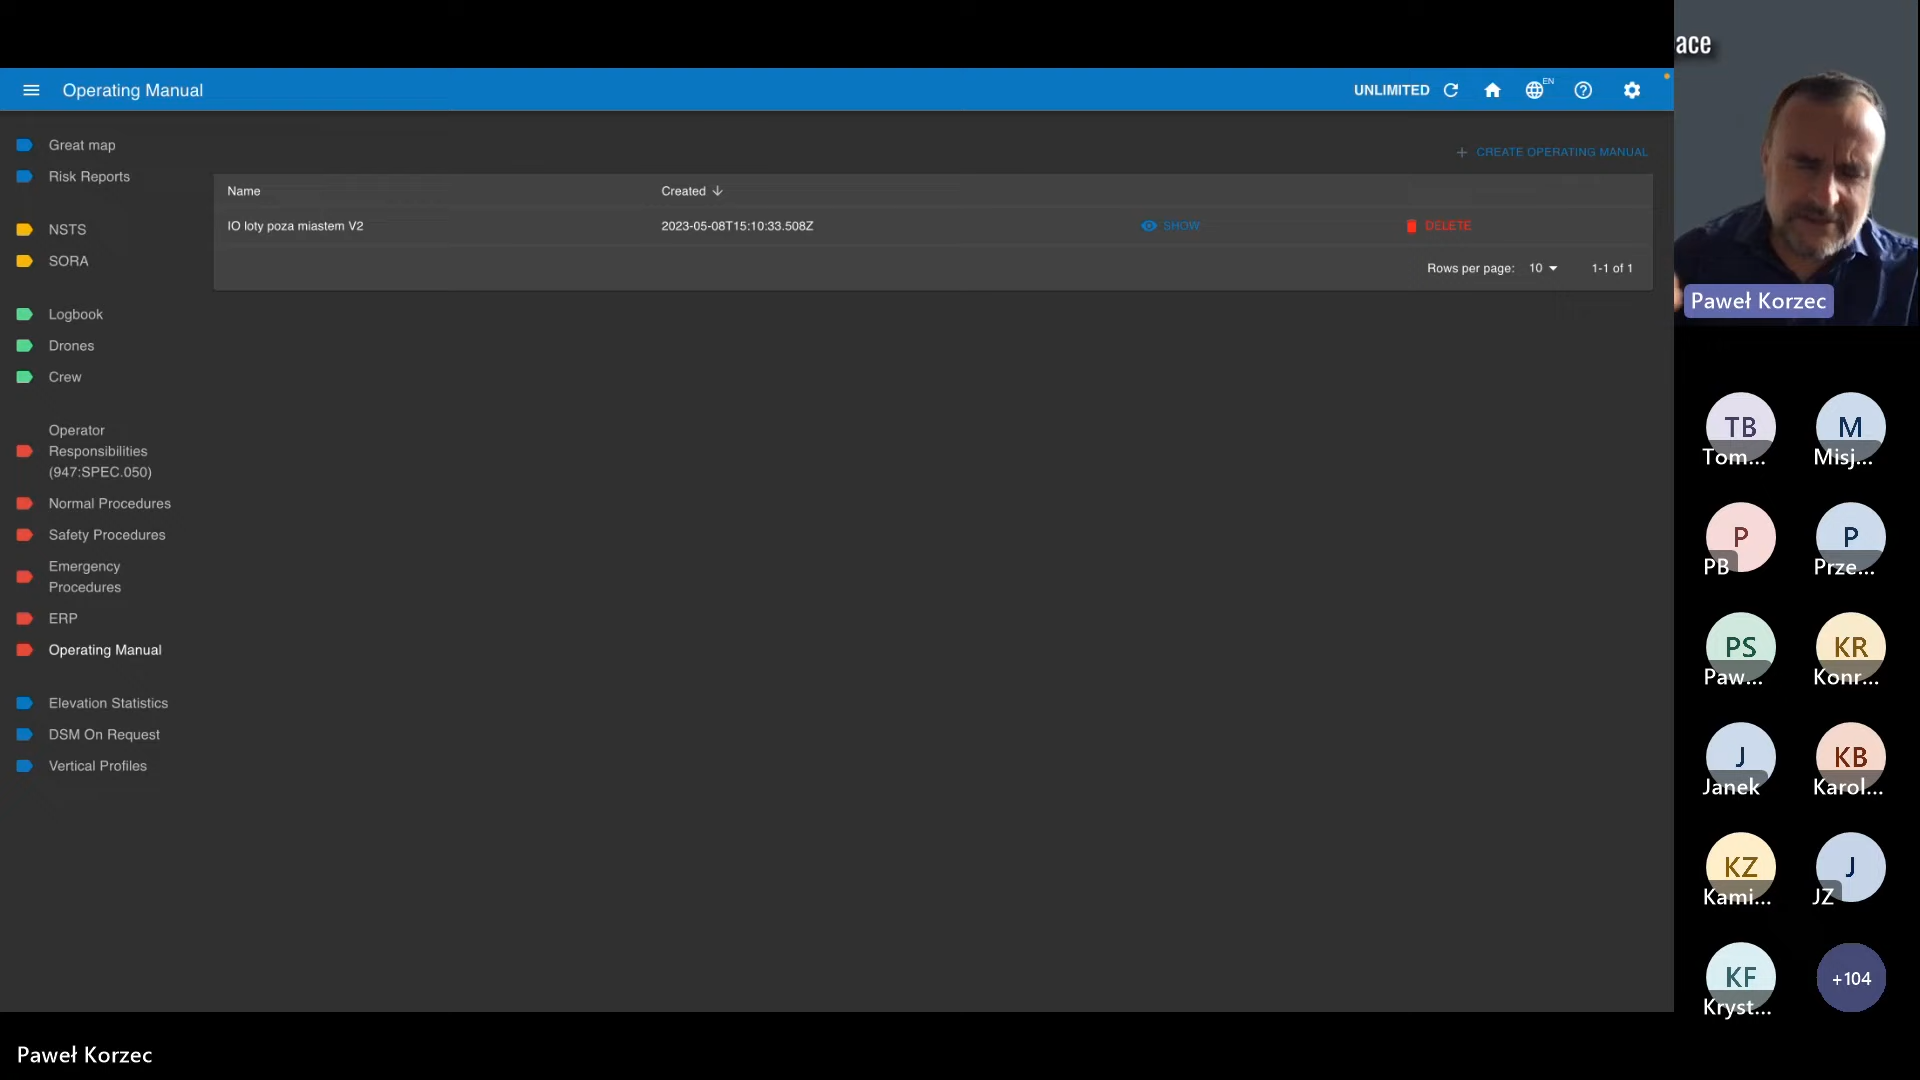 ace
Operating Manual
UNLIMITED
EN
Great map
Risk Reports
NSTS
SORA
Logbook
Drones
Crew
Operator
Responsibilities
(947:SPEC.050)
Normal Procedures
Safety Procedures
Emergency
Procedures
ERP
Operating Manual
Elevation Statistics
DSM On Request
Vertical Profiles
+ CREATE OPERATING MANUAL
Name Created
IO loty poza miastem V2 2023-05-08T15:10:33.508Z SHOW DELETE
Rows per page: 10 1-1 of 1
Paweł Korzec
TB M
Tom... Misj...
P P
PB Prze...
PS KR
Paw... Konr...
J KB
Janek Karol...
KZ J
Kami... JZ
KF +104
Kryst...
Paweł Korzec